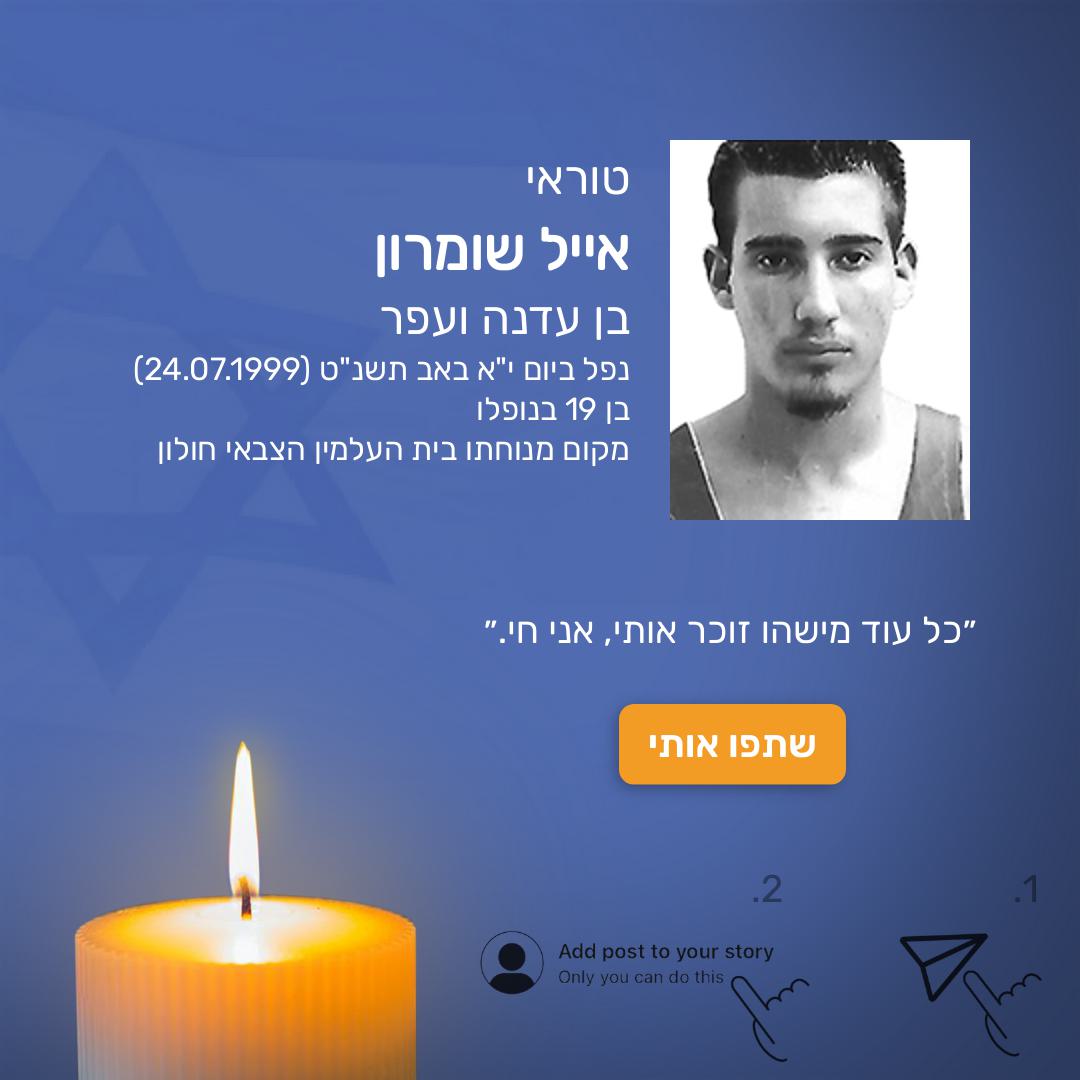 טוראי
אייל שומרון
בן עדנה ועפר
נפל ביום י"א באב תשנ"ט (24.07.1999)
בן 19 בנופלו
מקום מנוחתו בית העלמין הצבאי חולון
״כל עוד מישהו זוכר אותי, אני חי.״
שתפו אותי
.1
.2
Add post to your story
Only you can do this